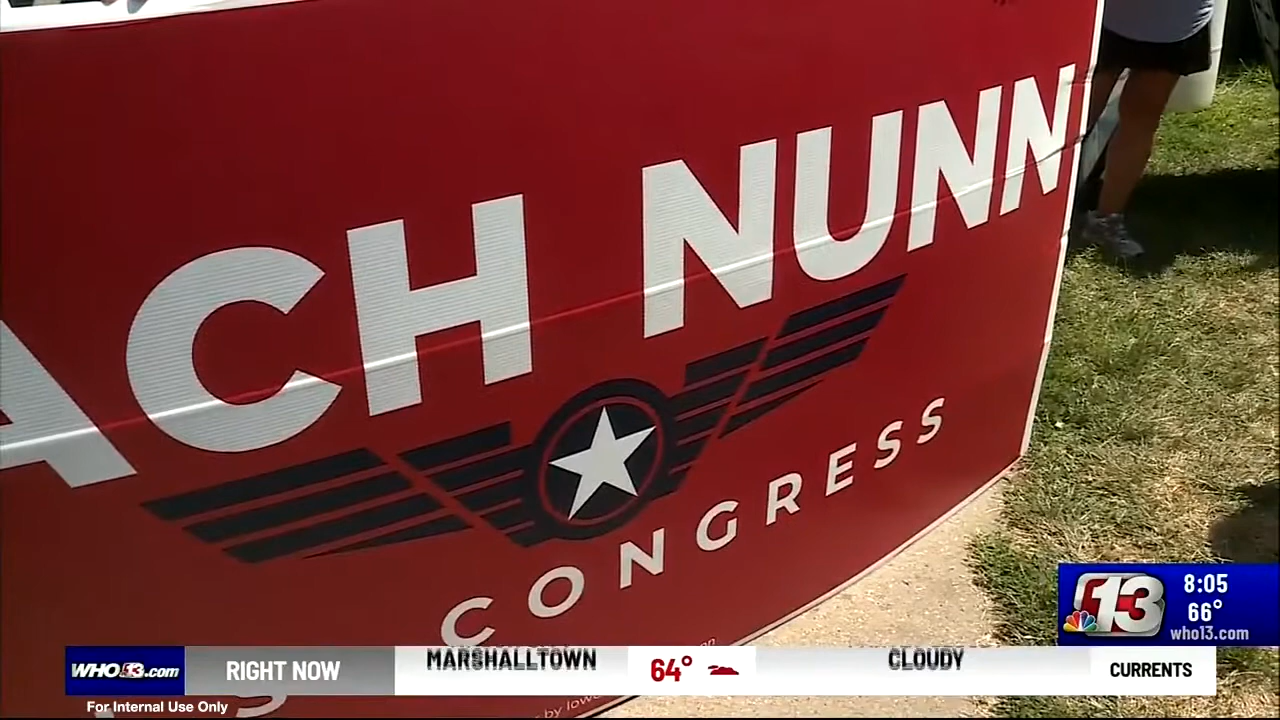 ACH NUNN
CONGRESS
13
8:05
66°
who13.com
WHO13.com
RIGHT NOW
MARSHALLTOWN
64°
CLOUDY
CURRENTS
For Internal Use Only